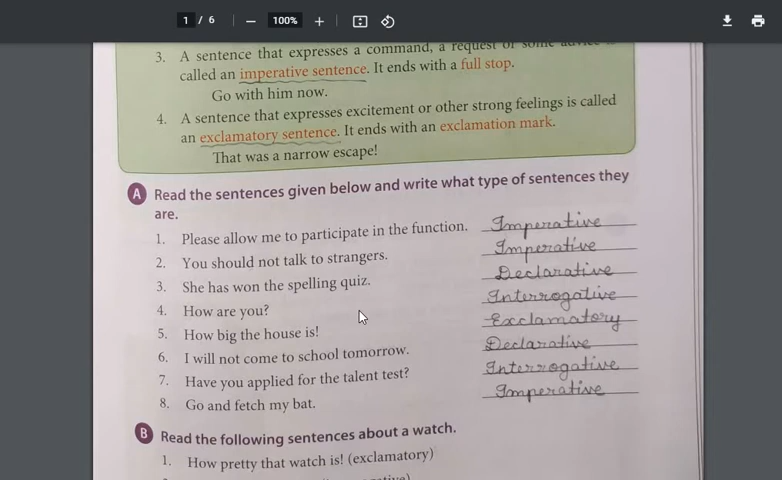 1 / 6
100%
3. A sentence that expresses a command, a request or some advice is
called an imperative sentence. It ends with a full stop.
Go with him now.
4. A sentence that expresses excitement or other strong feelings is called
an exclamatory sentence. It ends with an exclamation mark.
That was a narrow escape!
A Read the sentences given below and write what type of sentences they
are.
1. Please allow me to participate in the function. Imperative
2. You should not talk to strangers. Imperative
3. She has won the spelling quiz. Declarative
4. How are you? Interrogative
5. How big the house is! Exclamatory
6. I will not come to school tomorrow. Declarative
7. Have you applied for the talent test? Interrogative
8. Go and fetch my bat. Imperative
B Read the following sentences about a watch.
1. How pretty that watch is! (exclamatory)